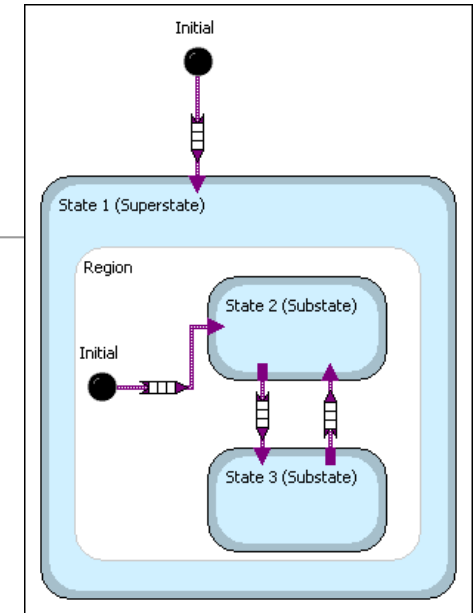 Initial
State 1 (Superstate)
Region
State 2 (Substate)
Initial
State 3 (Substate)